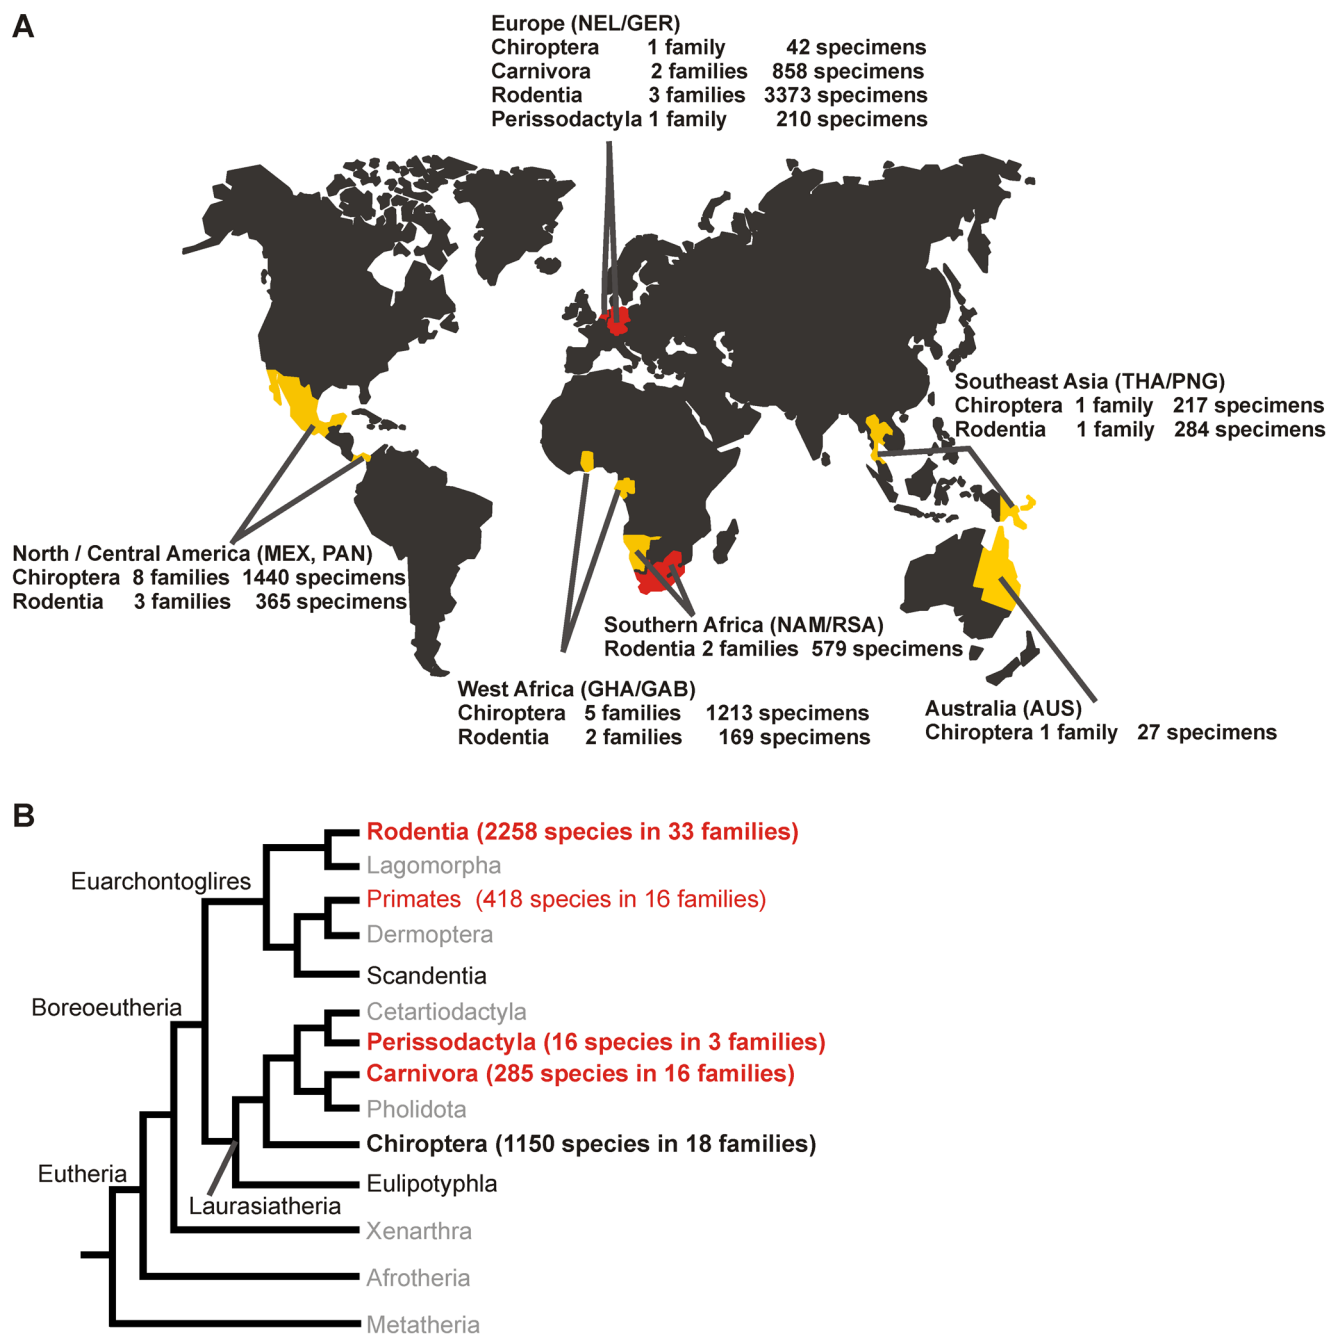 A
Europe (NEL/GER)
Chiroptera 1 family 42 specimens
Carnivora 2 families 858 specimens
Rodentia 3 families 3373 specimens
Perissodactyla 1 family 210 specimens
Southeast Asia (THA/PNG)
Chiroptera 1 family 217 specimens
Rodentia 1 family 284 specimens
North / Central America (MEX, PAN)
Chiroptera 8 families 1440 specimens
Rodentia 3 families 365 specimens
Southern Africa (NAM/RSA)
Rodentia 2 families 579 specimens
West Africa (GHA/GAB)
Chiroptera 5 families 1213 specimens
Rodentia 2 families 169 specimens
Australia (AUS)
Chiroptera 1 family 27 specimens
B
Rodentia (2258 species in 33 families)
Lagomorpha
Euarchontoglires
Primates (418 species in 16 families)
Dermoptera
Scandentia
Boreoeutheria
Cetartiodactyla
Perissodactyla (16 species in 3 families)
Carnivora (285 species in 16 families)
Pholidota
Chiroptera (1150 species in 18 families)
Eutheria
Eulipotyphla
Laurasiatheria
Xenarthra
Afrotheria
Metatheria